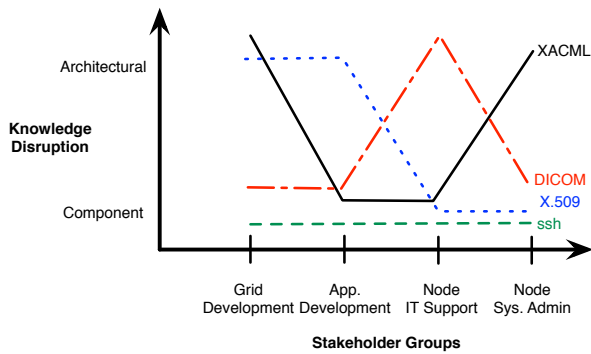 XACML
Architectural
Knowledge
Disruption
DICOM
X.509
Component
ssh
Grid
Development
App.
Development
Node
IT Support
Node
Sys. Admin
Stakeholder Groups